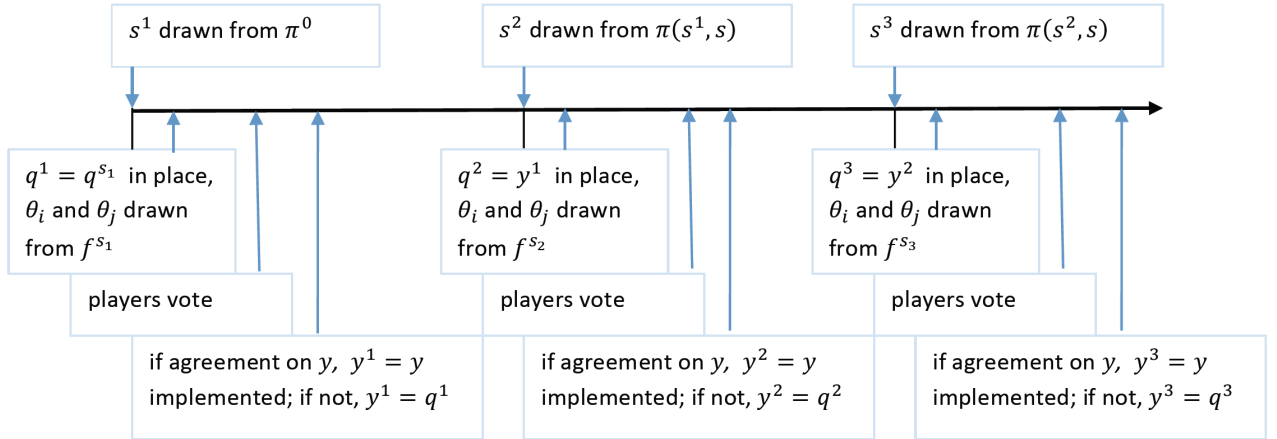 s¹ drawn from π⁰
s² drawn from π(s¹, s)
s³ drawn from π(s², s)
q¹ = q^{s₁} in place,
θᵢ and θⱼ drawn
from f^{s₁}
q² = y¹ in place,
θᵢ and θⱼ drawn
from f^{s₂}
q³ = y² in place,
θᵢ and θⱼ drawn
from f^{s₃}
players vote
players vote
players vote
if agreement on y, y¹ = y
implemented; if not, y¹ = q¹
if agreement on y, y² = y
implemented; if not, y² = q²
if agreement on y, y³ = y
implemented; if not, y³ = q³